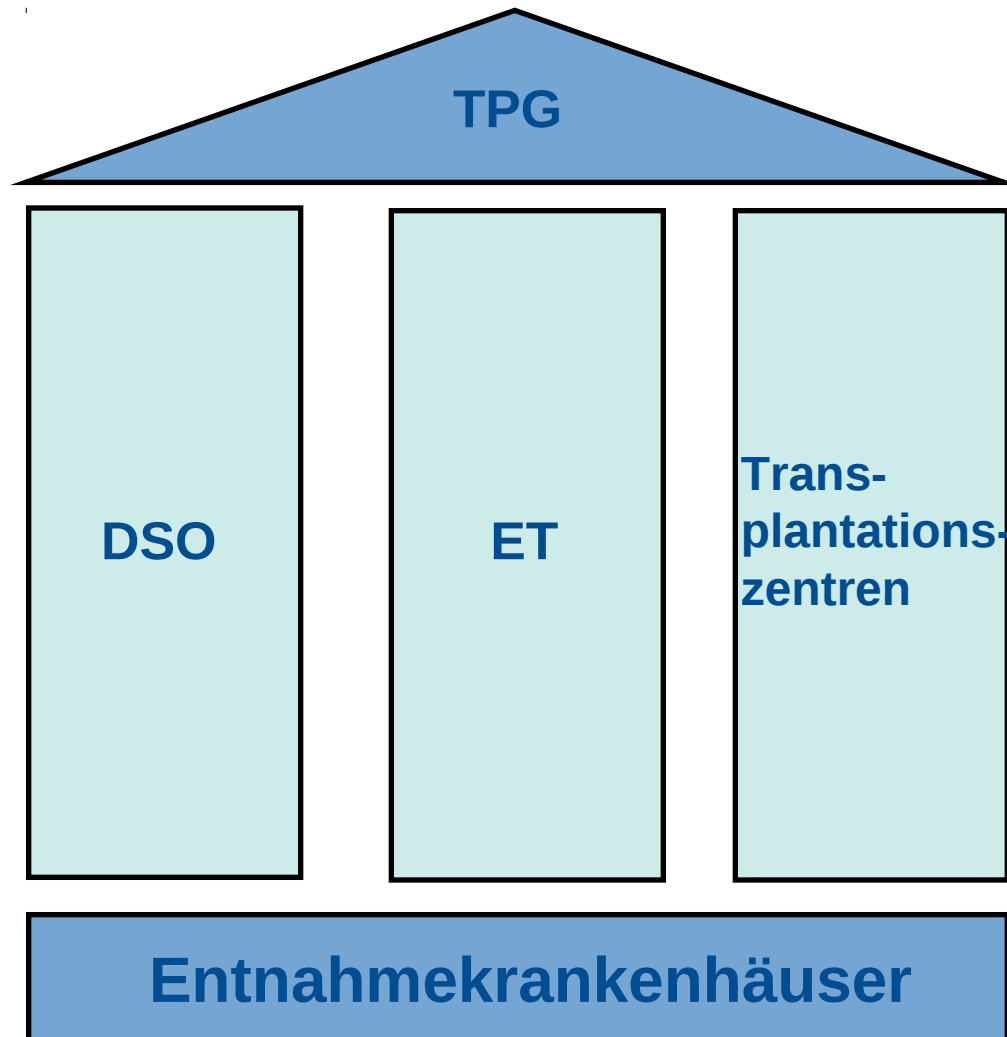 TPG
DSO
ET
Trans-
plantations-
zentren
Entnahmekrankenhäuser